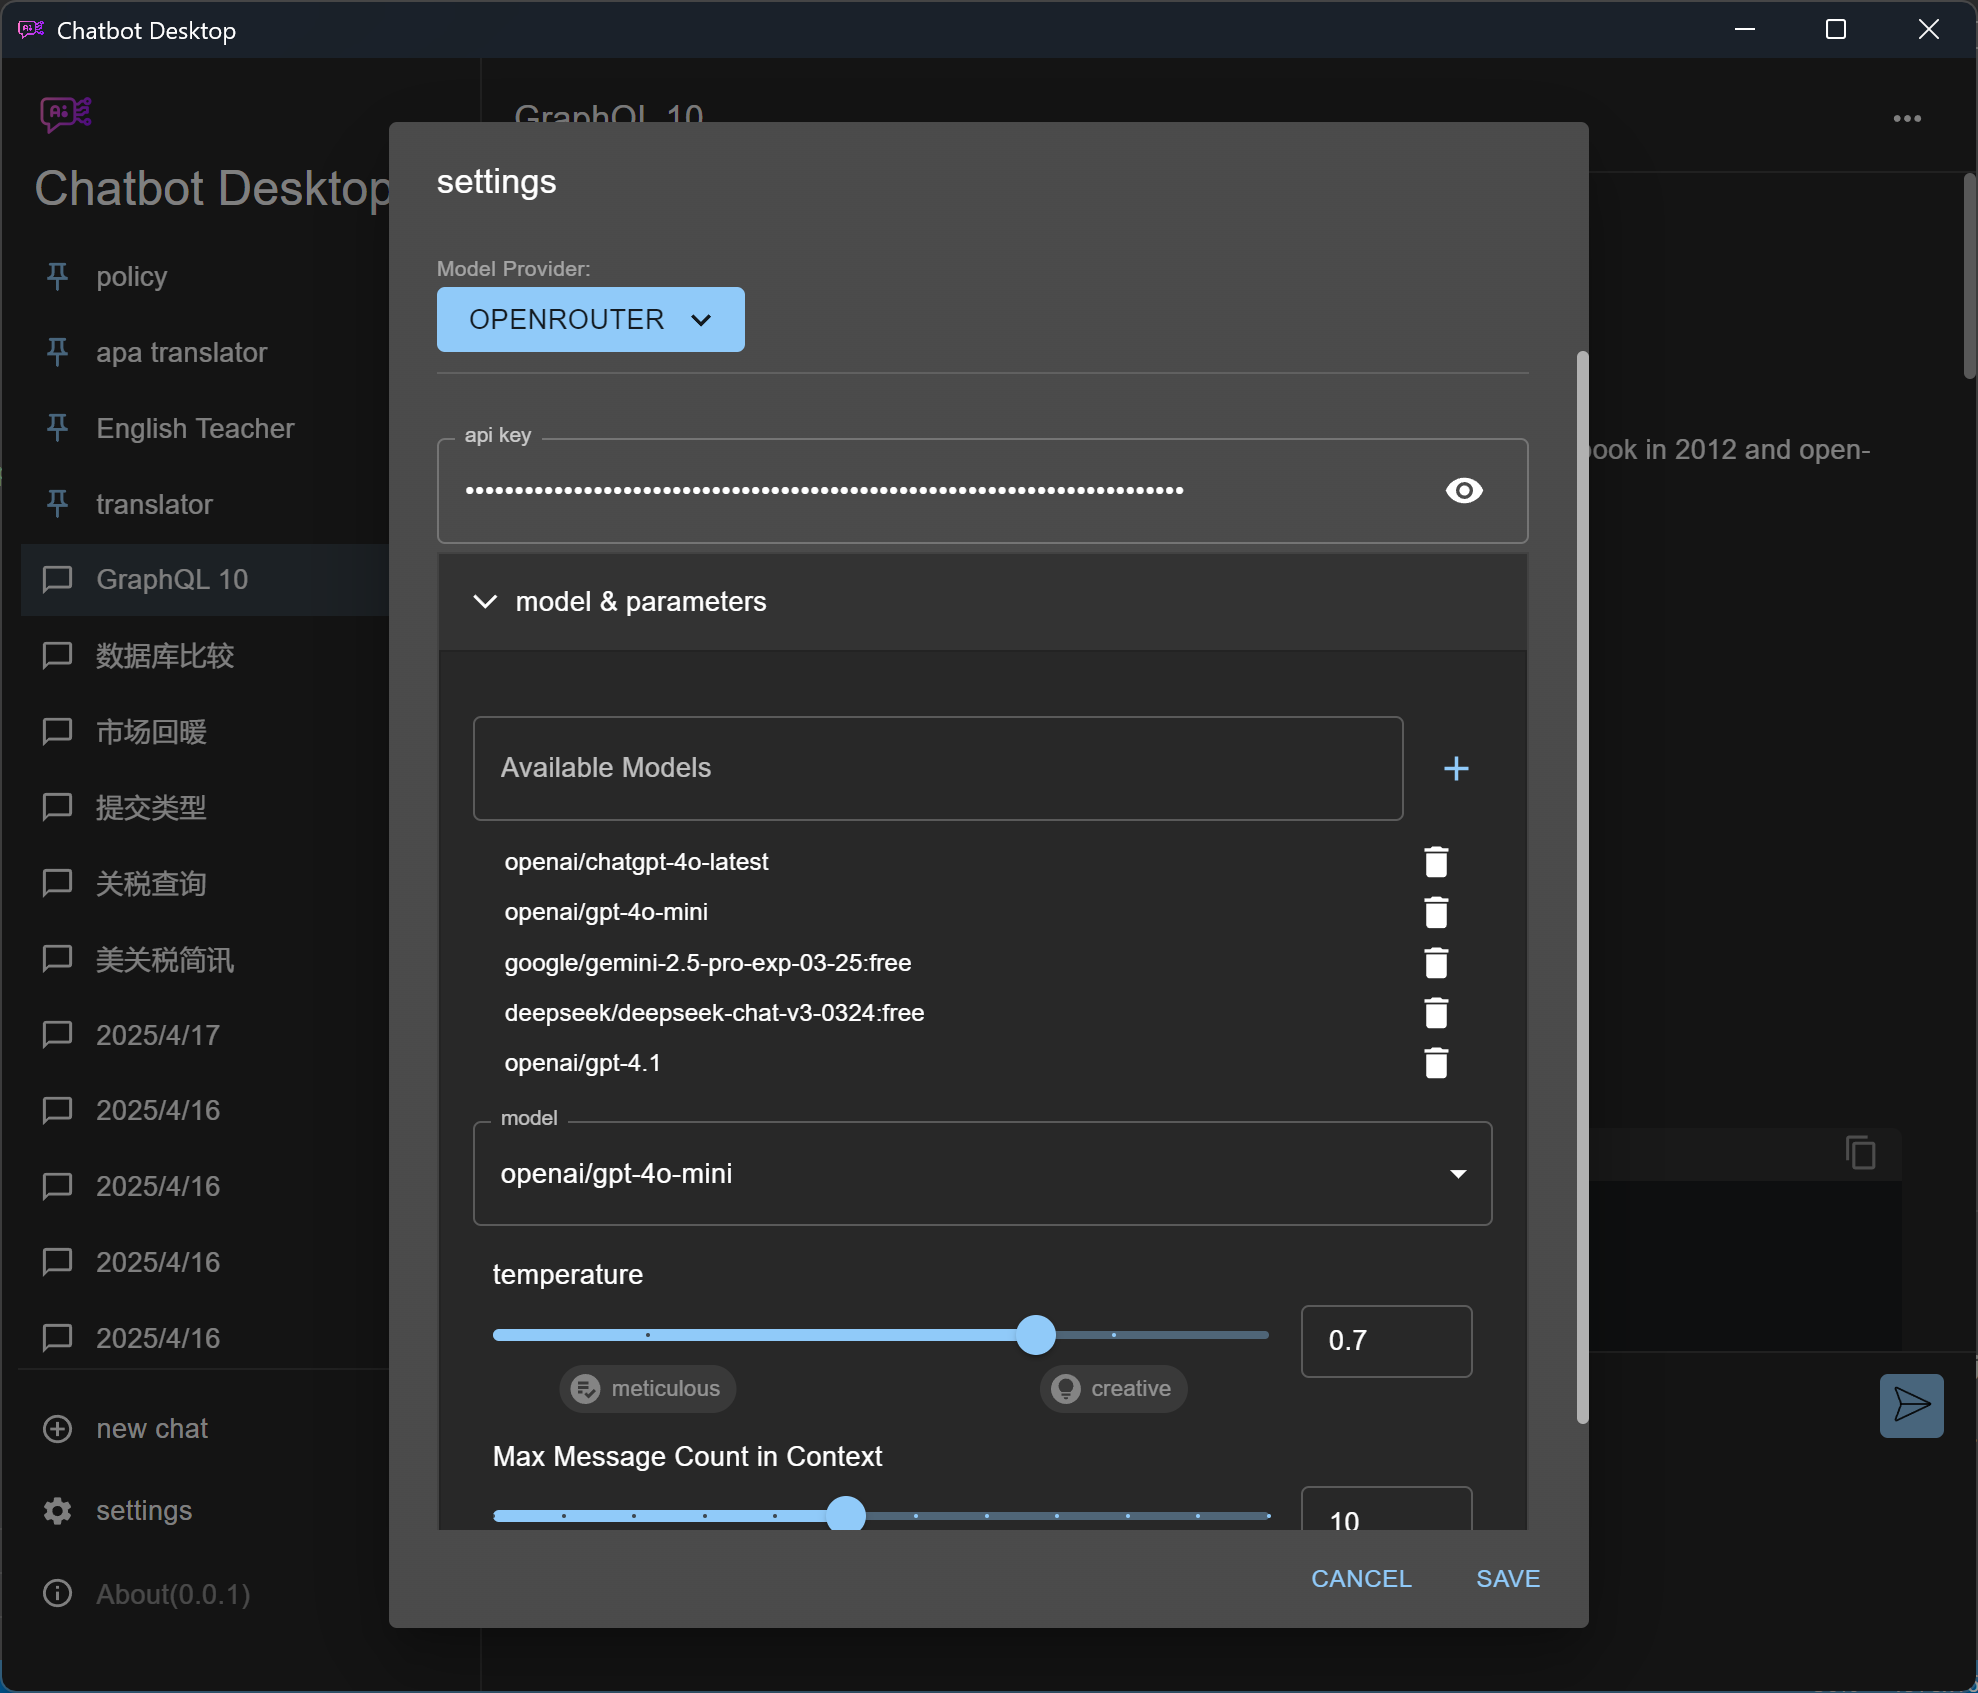 Chatbot Desktop
Chatbot Desktop
policy
apa translator
English Teacher
translator
GraphQL 10
数据库比较
市场回暖
提交类型
关税查询
美关税简讯
2025/4/17
2025/4/16
2025/4/16
2025/4/16
2025/4/16
new chat
settings
About(0.0.1)
GraphQL 10
book in 2012 and open-
settings
Model Provider:
OPENROUTER
api key
model & parameters
Available Models
openai/chatgpt-4o-latest
openai/gpt-4o-mini
google/gemini-2.5-pro-exp-03-25:free
deepseek/deepseek-chat-v3-0324:free
openai/gpt-4.1
model
openai/gpt-4o-mini
temperature
0.7
meticulous
creative
Max Message Count in Context
10
CANCEL
SAVE